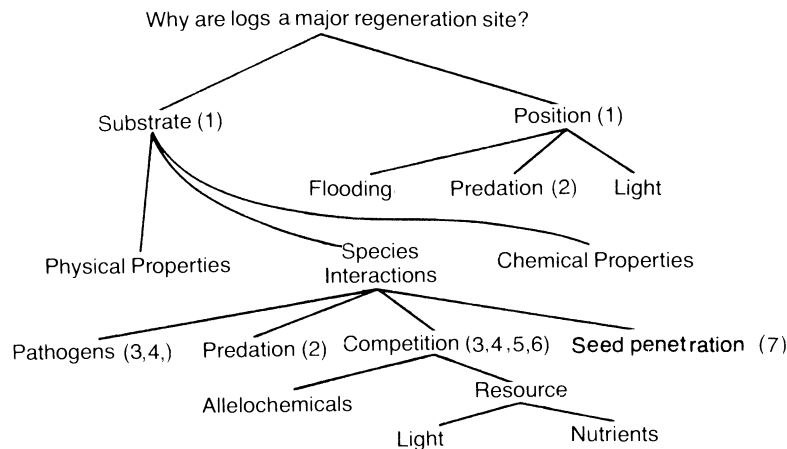 Why are logs a major regeneration site?
Substrate (1)
Position (1)
Flooding
Predation (2)
Light
Physical Properties
Species
Interactions
Chemical Properties
Pathogens (3,4,)
Predation (2)
Competition (3,4,5,6)
Seed penetration (7)
Allelochemicals
Resource
Light
Nutrients